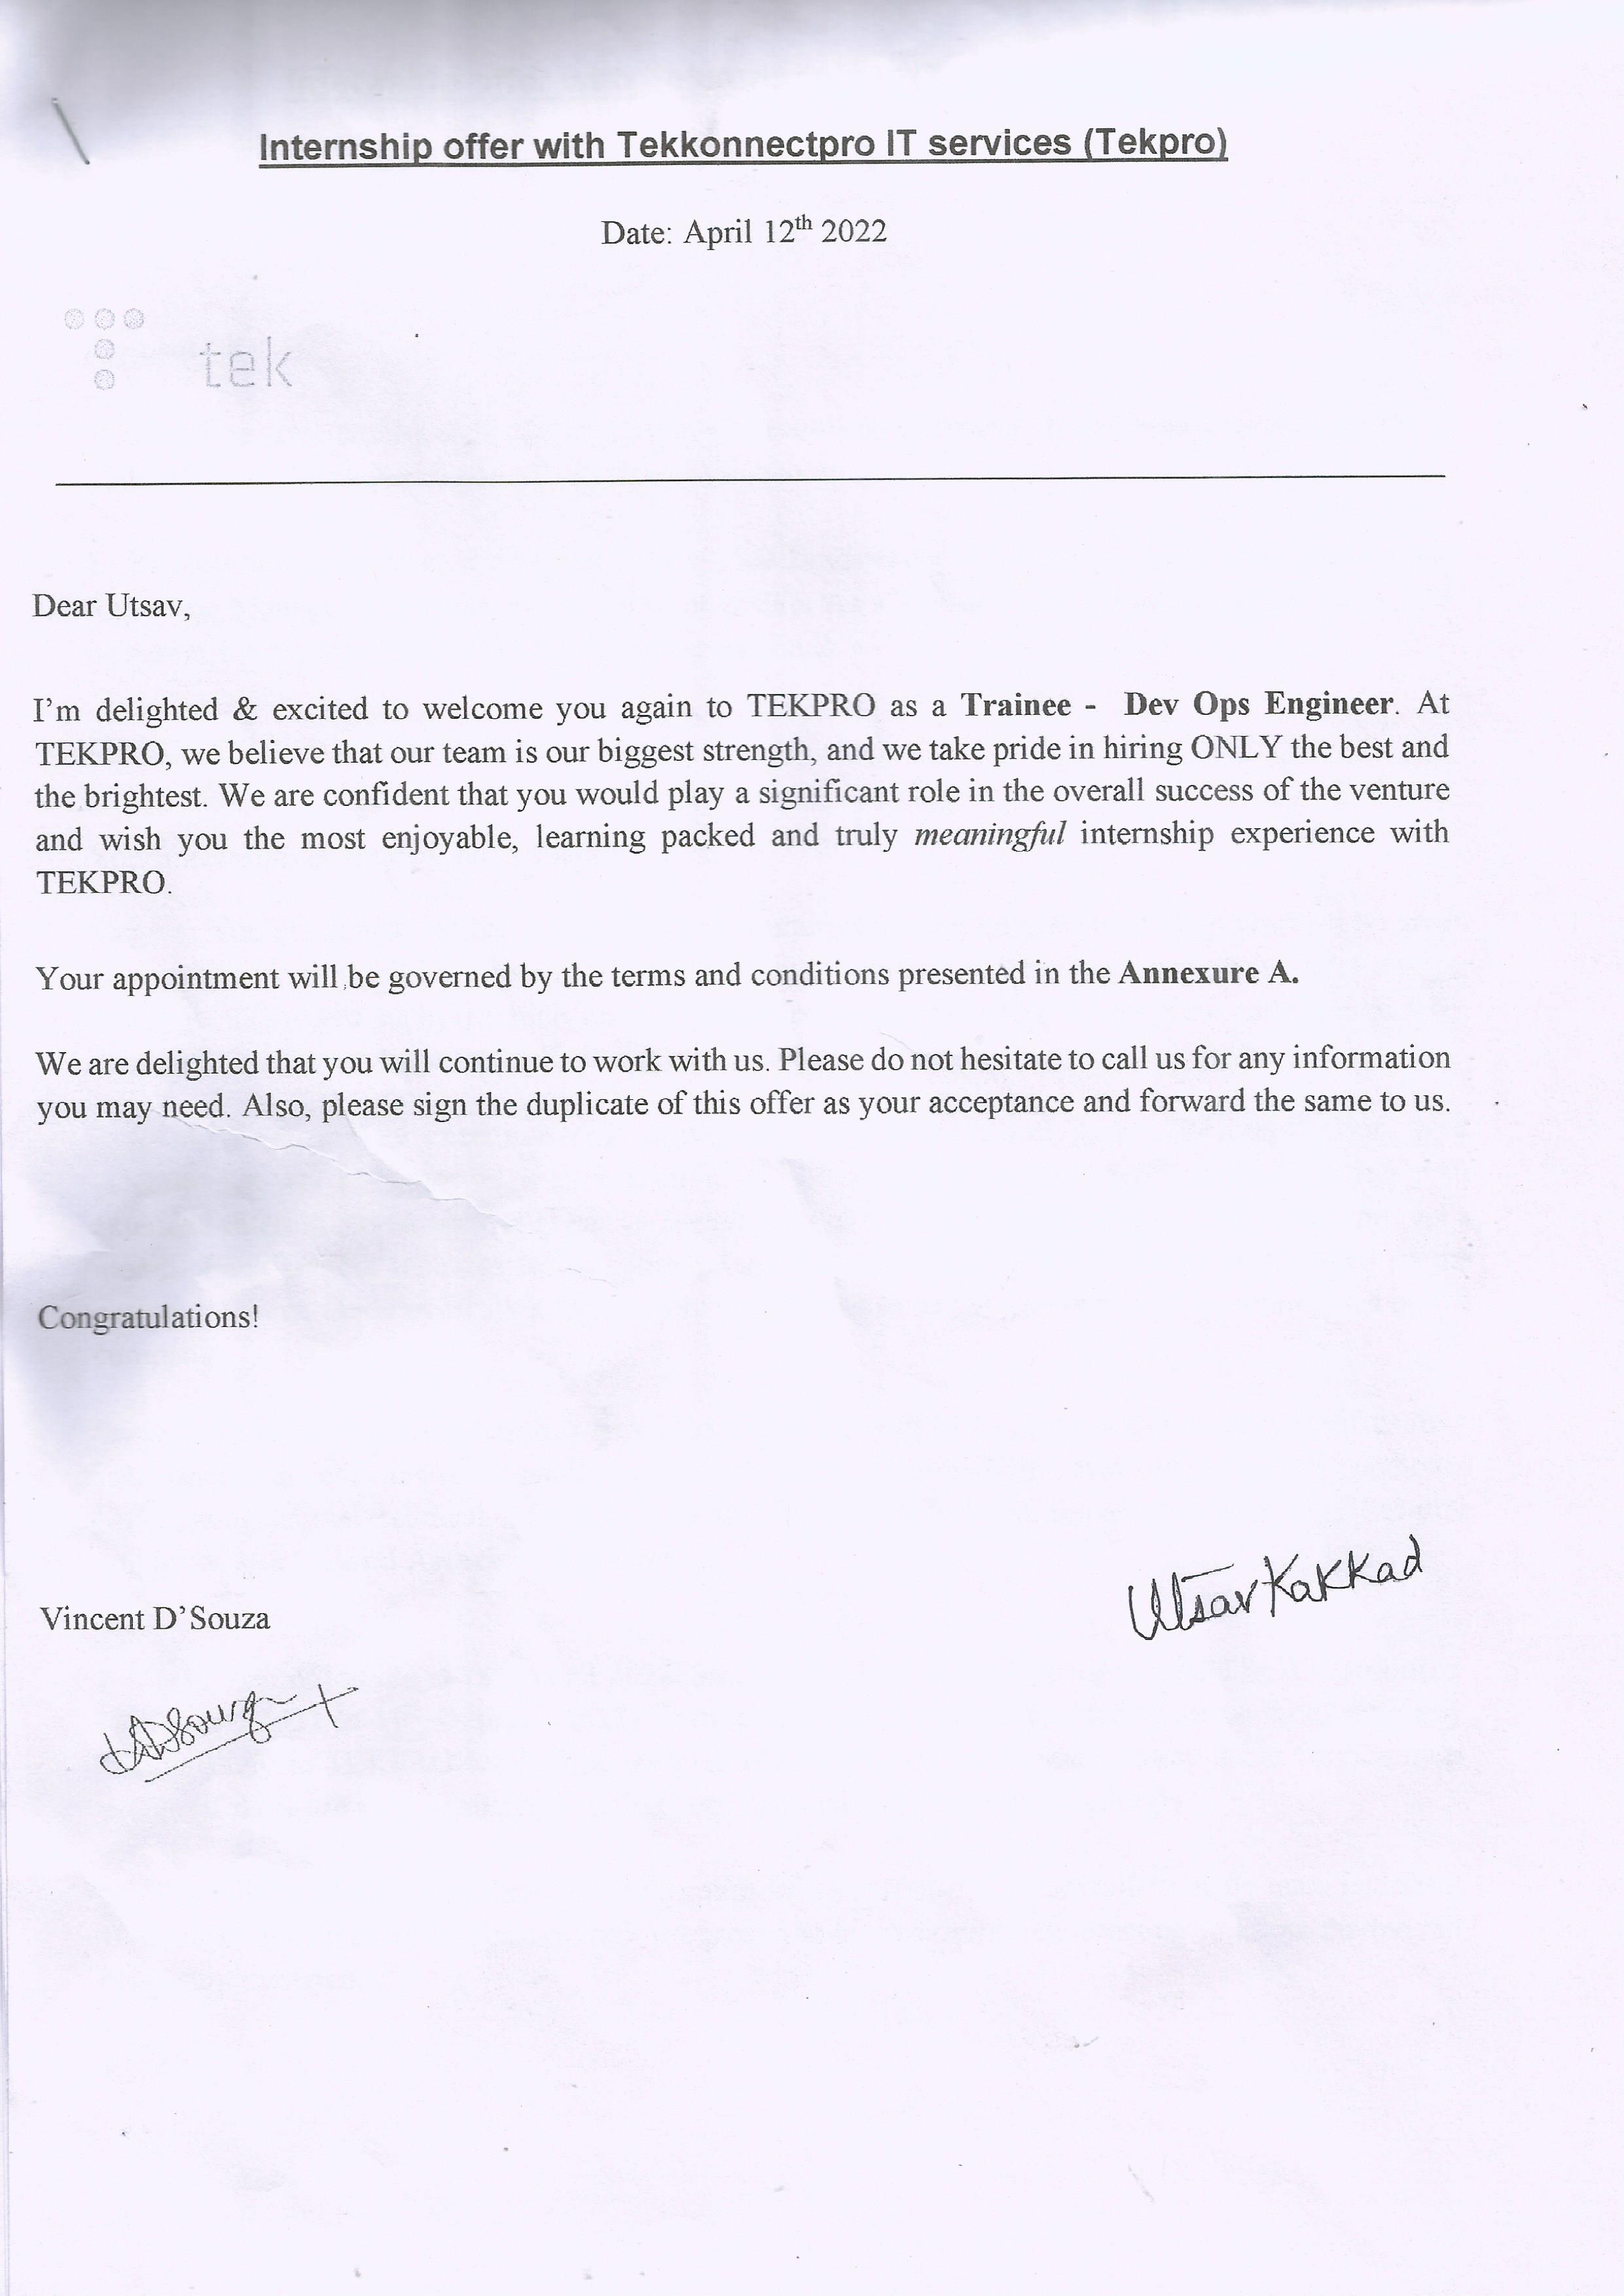 Internship offer with Tekkonnectpro IT services (Tekpro)
Date: April 12th 2022
tek
Dear Utsav,
I'm delighted & excited to welcome you again to TEKPRO as a Trainee - Dev Ops Engineer. At
TEKPRO, we believe that our team is our biggest strength, and we take pride in hiring ONLY the best and
the brightest. We are confident that you would play a significant role in the overall success of the venture
and wish you the most enjoyable, learning packed and truly meaningful internship experience with
TEKPRO.
Your appointment will be governed by the terms and conditions presented in the Annexure A.
We are delighted that you will continue to work with us. Please do not hesitate to call us for any information
you may need. Also, please sign the duplicate of this offer as your acceptance and forward the same to us.
Congratulations!
Utsav Kakkad
Vincent D'Souza